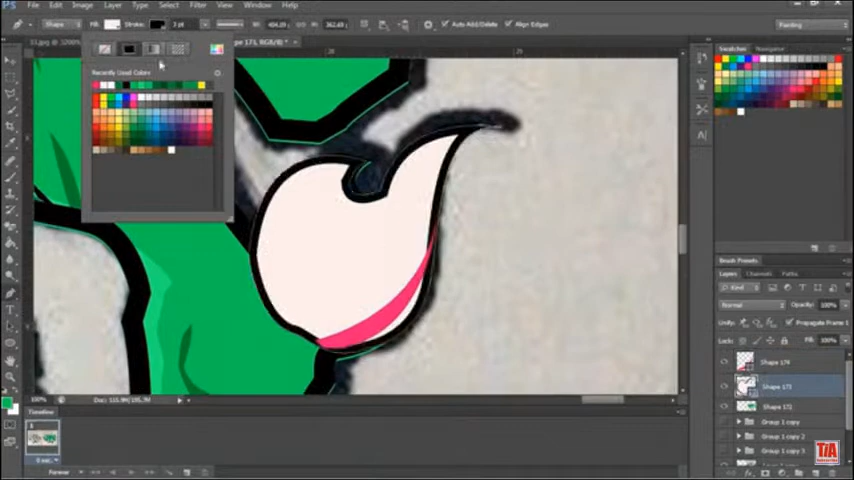 Ps File Edit Image Layer Type Select Filter View Window Help
Shape Fill: Stroke: 3 pt W: H: Auto Add/Delete Align Edges Painting
Recently Used Colors
Swatches Navigator
Brush Presets
Layers Channels Paths
Kind
Normal Opacity: 100%
Unify: Propagate Frame 1
Lock: Fill: 100%
Shape 174
Shape 173
Shape 172
Group 1 copy
Group 1 copy 2
Group 1 copy 3
100%
Timeline
1
0 sec.
Forever
TiA